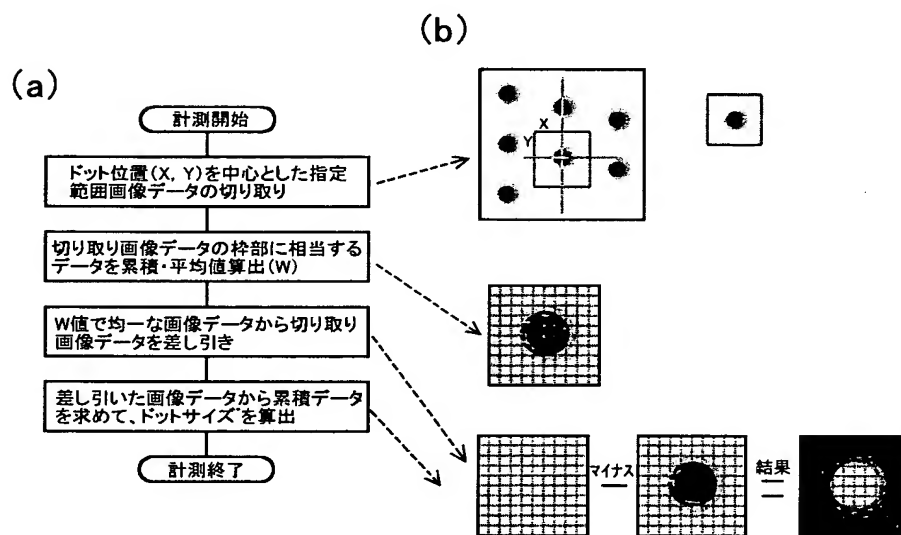 (a)
計測開始
ドット位置(X, Y)を中心とした指定
範囲画像データの切り取り
切り取り画像データの枠部に相当する
データを累積・平均値算出(W)
W値で均一な画像データから切り取り
画像データを差し引き
差し引いた画像データから累積データ
を求めて、ドットサイズを算出
計測終了
(b)
X
Y
マイナス
結果